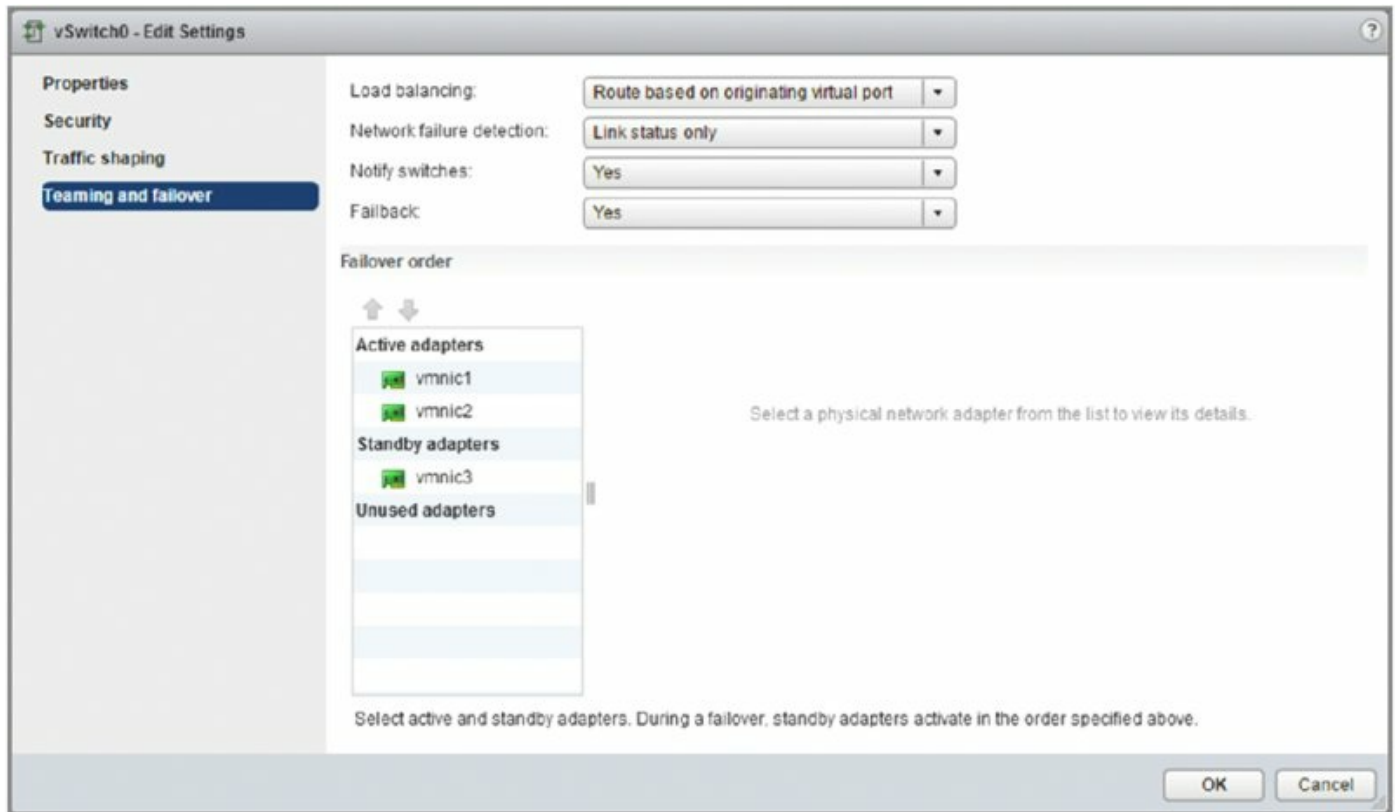 vSwitch0 - Edit Settings
?
Properties
Security
Traffic shaping
Teaming and failover
Load balancing: Route based on originating virtual port
Network failure detection: Link status only
Notify switches: Yes
Failback: Yes
Failover order
Active adapters
vmnic1
vmnic2
Standby adapters
vmnic3
Unused adapters
Select a physical network adapter from the list to view its details.
Select active and standby adapters. During a failover, standby adapters activate in the order specified above.
OK Cancel